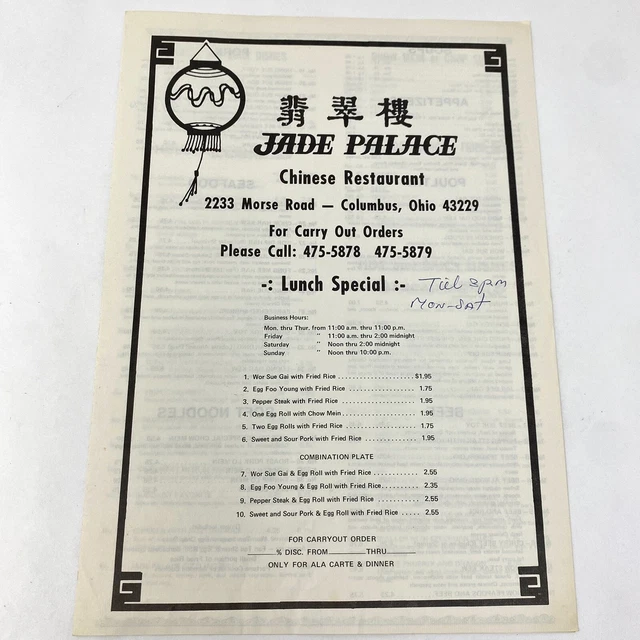 翡翠樓
JADE PALACE
Chinese Restaurant
2233 Morse Road — Columbus, Ohio 43229
For Carry Out Orders
Please Call: 475-5878 475-5879
-: Lunch Special :- Till 3pm
Mon-Sat
Business Hours:
Mon. thru Thur. from 11:00 a.m. thru 11:00 p.m.
Friday " 11:00 a.m. thru 2:00 midnight
Saturday " Noon thru 2:00 midnight
Sunday " Noon thru 10:00 p.m.
1. Wor Sue Gai with Fried Rice . . . . . . . . . . . . . . . . . . . . $1.95
2. Egg Foo Young with Fried Rice . . . . . . . . . . . . . . . . . . 1.75
3. Pepper Steak with Fried Rice . . . . . . . . . . . . . . . . . . . 1.95
4. One Egg Roll with Chow Mein . . . . . . . . . . . . . . . . . . . 1.95
5. Two Egg Rolls with Fried Rice . . . . . . . . . . . . . . . . . . 1.75
6. Sweet and Sour Pork with Fried Rice . . . . . . . . . . . . . 1.95
COMBINATION PLATE
7. Wor Sue Gai & Egg Roll with Fried Rice . . . . . . . . . . . 2.55
8. Egg Foo Young & Egg Roll with Fried Rice . . . . . . . . . 2.35
9. Pepper Steak & Egg Roll with Fried Rice . . . . . . . . . . 2.55
10. Sweet and Sour Pork & Egg Roll with Fried Rice . . . . . 2.55
FOR CARRYOUT ORDER
______% DISC. FROM________THRU______
ONLY FOR ALA CARTE & DINNER